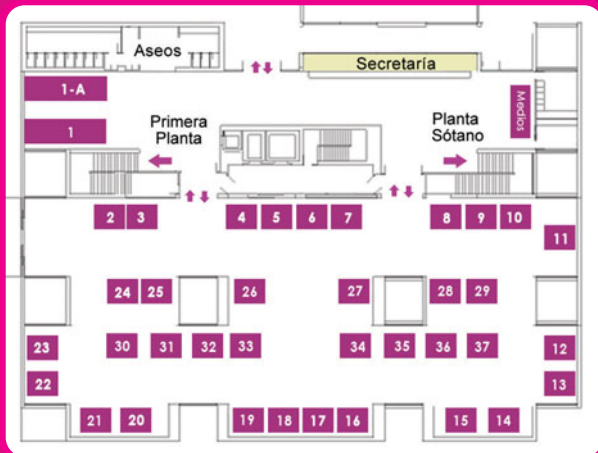 Aseos
Secretaría
1-A
Medios
1
Primera
Planta
Planta
Sótano
2 3 4 5 6 7 8 9 10
11
24 25 26 27 28 29
23 30 31 32 33 34 35 36 37 12
22 13
21 20 19 18 17 16 15 14